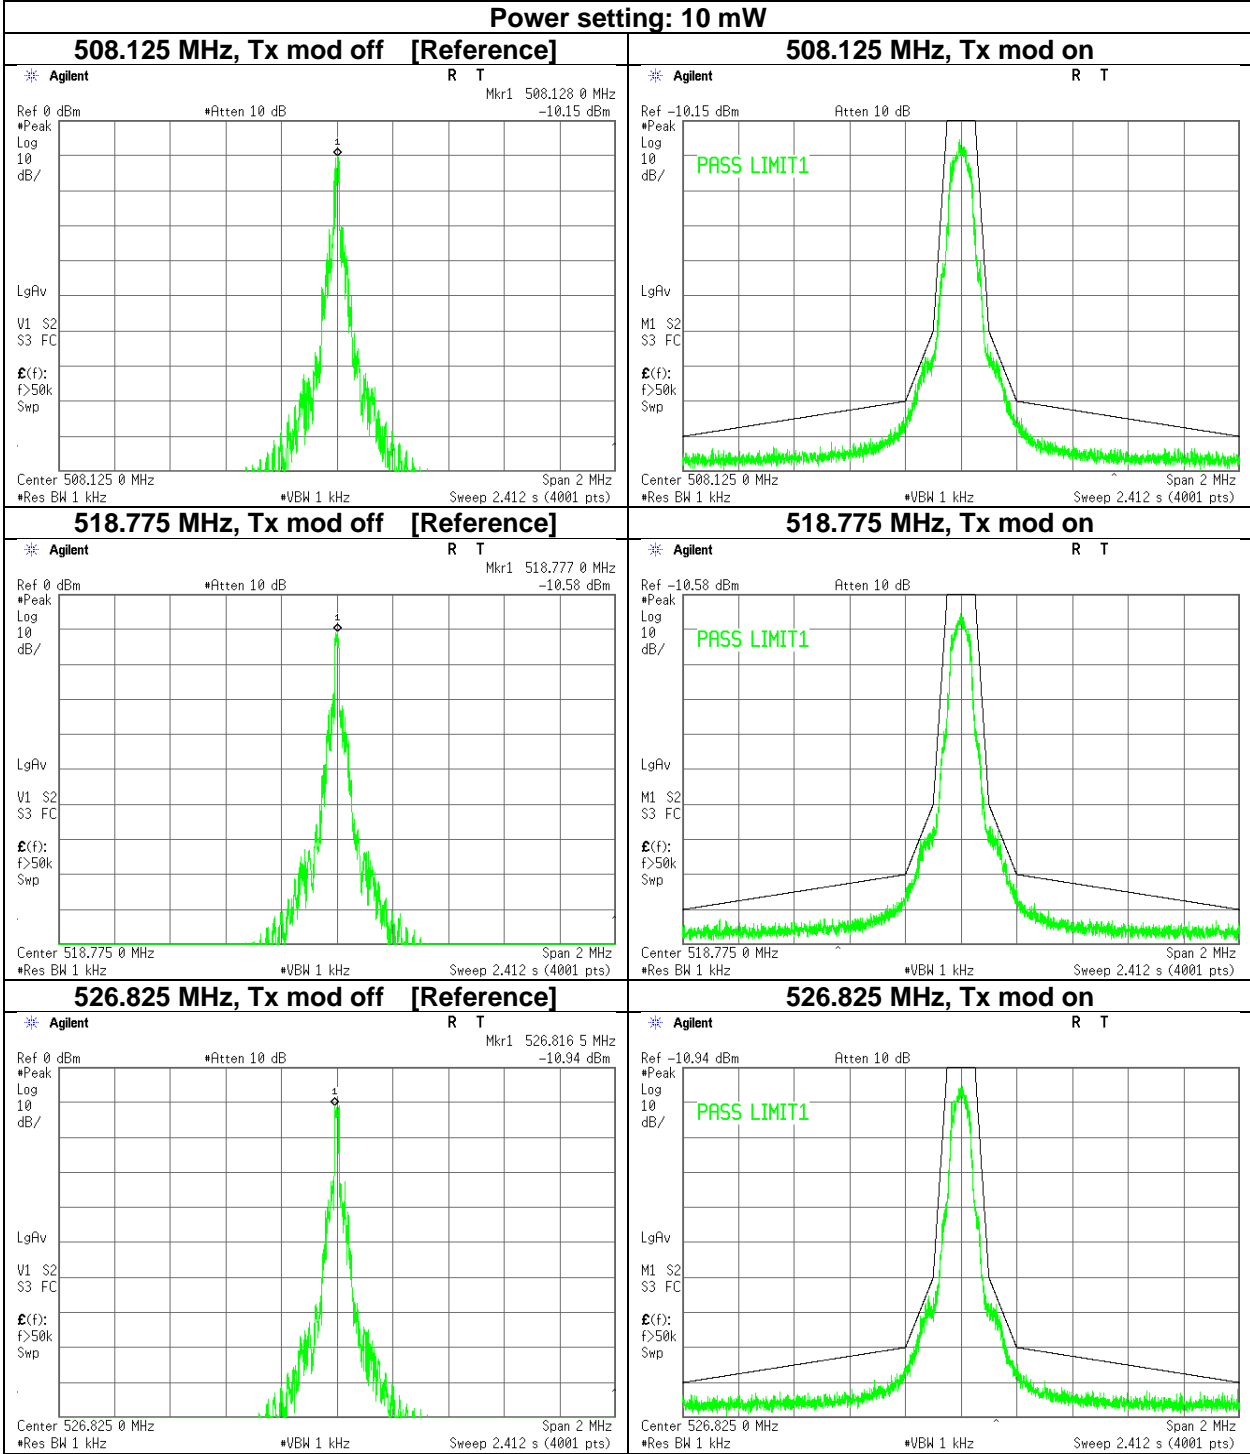 Power setting: 10 mW
508.125 MHz, Tx mod off [Reference]
508.125 MHz, Tx mod on
Agilent R T
Mkr1 508.128 0 MHz
Ref 0 dBm #Atten 10 dB -10.15 dBm
#Peak
Log
10
dB/
1
LgAv
V1 S2
S3 FC
£(f):
f>50k
Swp
Center 508.125 0 MHz Span 2 MHz
#Res BW 1 kHz #VBW 1 kHz Sweep 2.412 s (4001 pts)
Agilent R T
Ref -10.15 dBm Atten 10 dB
#Peak
Log
10
dB/
PASS LIMIT1
LgAv
M1 S2
S3 FC
£(f):
f>50k
Swp
Center 508.125 0 MHz Span 2 MHz
#Res BW 1 kHz #VBW 1 kHz Sweep 2.412 s (4001 pts)
518.775 MHz, Tx mod off [Reference]
518.775 MHz, Tx mod on
Agilent R T
Mkr1 518.777 0 MHz
Ref 0 dBm #Atten 10 dB -10.58 dBm
#Peak
Log
10
dB/
1
LgAv
V1 S2
S3 FC
£(f):
f>50k
Swp
Center 518.775 0 MHz Span 2 MHz
#Res BW 1 kHz #VBW 1 kHz Sweep 2.412 s (4001 pts)
Agilent R T
Ref -10.58 dBm Atten 10 dB
#Peak
Log
10
dB/
PASS LIMIT1
LgAv
M1 S2
S3 FC
£(f):
f>50k
Swp
Center 518.775 0 MHz Span 2 MHz
#Res BW 1 kHz #VBW 1 kHz Sweep 2.412 s (4001 pts)
526.825 MHz, Tx mod off [Reference]
526.825 MHz, Tx mod on
Agilent R T
Mkr1 526.816 5 MHz
Ref 0 dBm #Atten 10 dB -10.94 dBm
#Peak
Log
10
dB/
1
LgAv
V1 S2
S3 FC
£(f):
f>50k
Swp
Center 526.825 0 MHz Span 2 MHz
#Res BW 1 kHz #VBW 1 kHz Sweep 2.412 s (4001 pts)
Agilent R T
Ref -10.94 dBm Atten 10 dB
#Peak
Log
10
dB/
PASS LIMIT1
LgAv
M1 S2
S3 FC
£(f):
f>50k
Swp
Center 526.825 0 MHz Span 2 MHz
#Res BW 1 kHz #VBW 1 kHz Sweep 2.412 s (4001 pts)